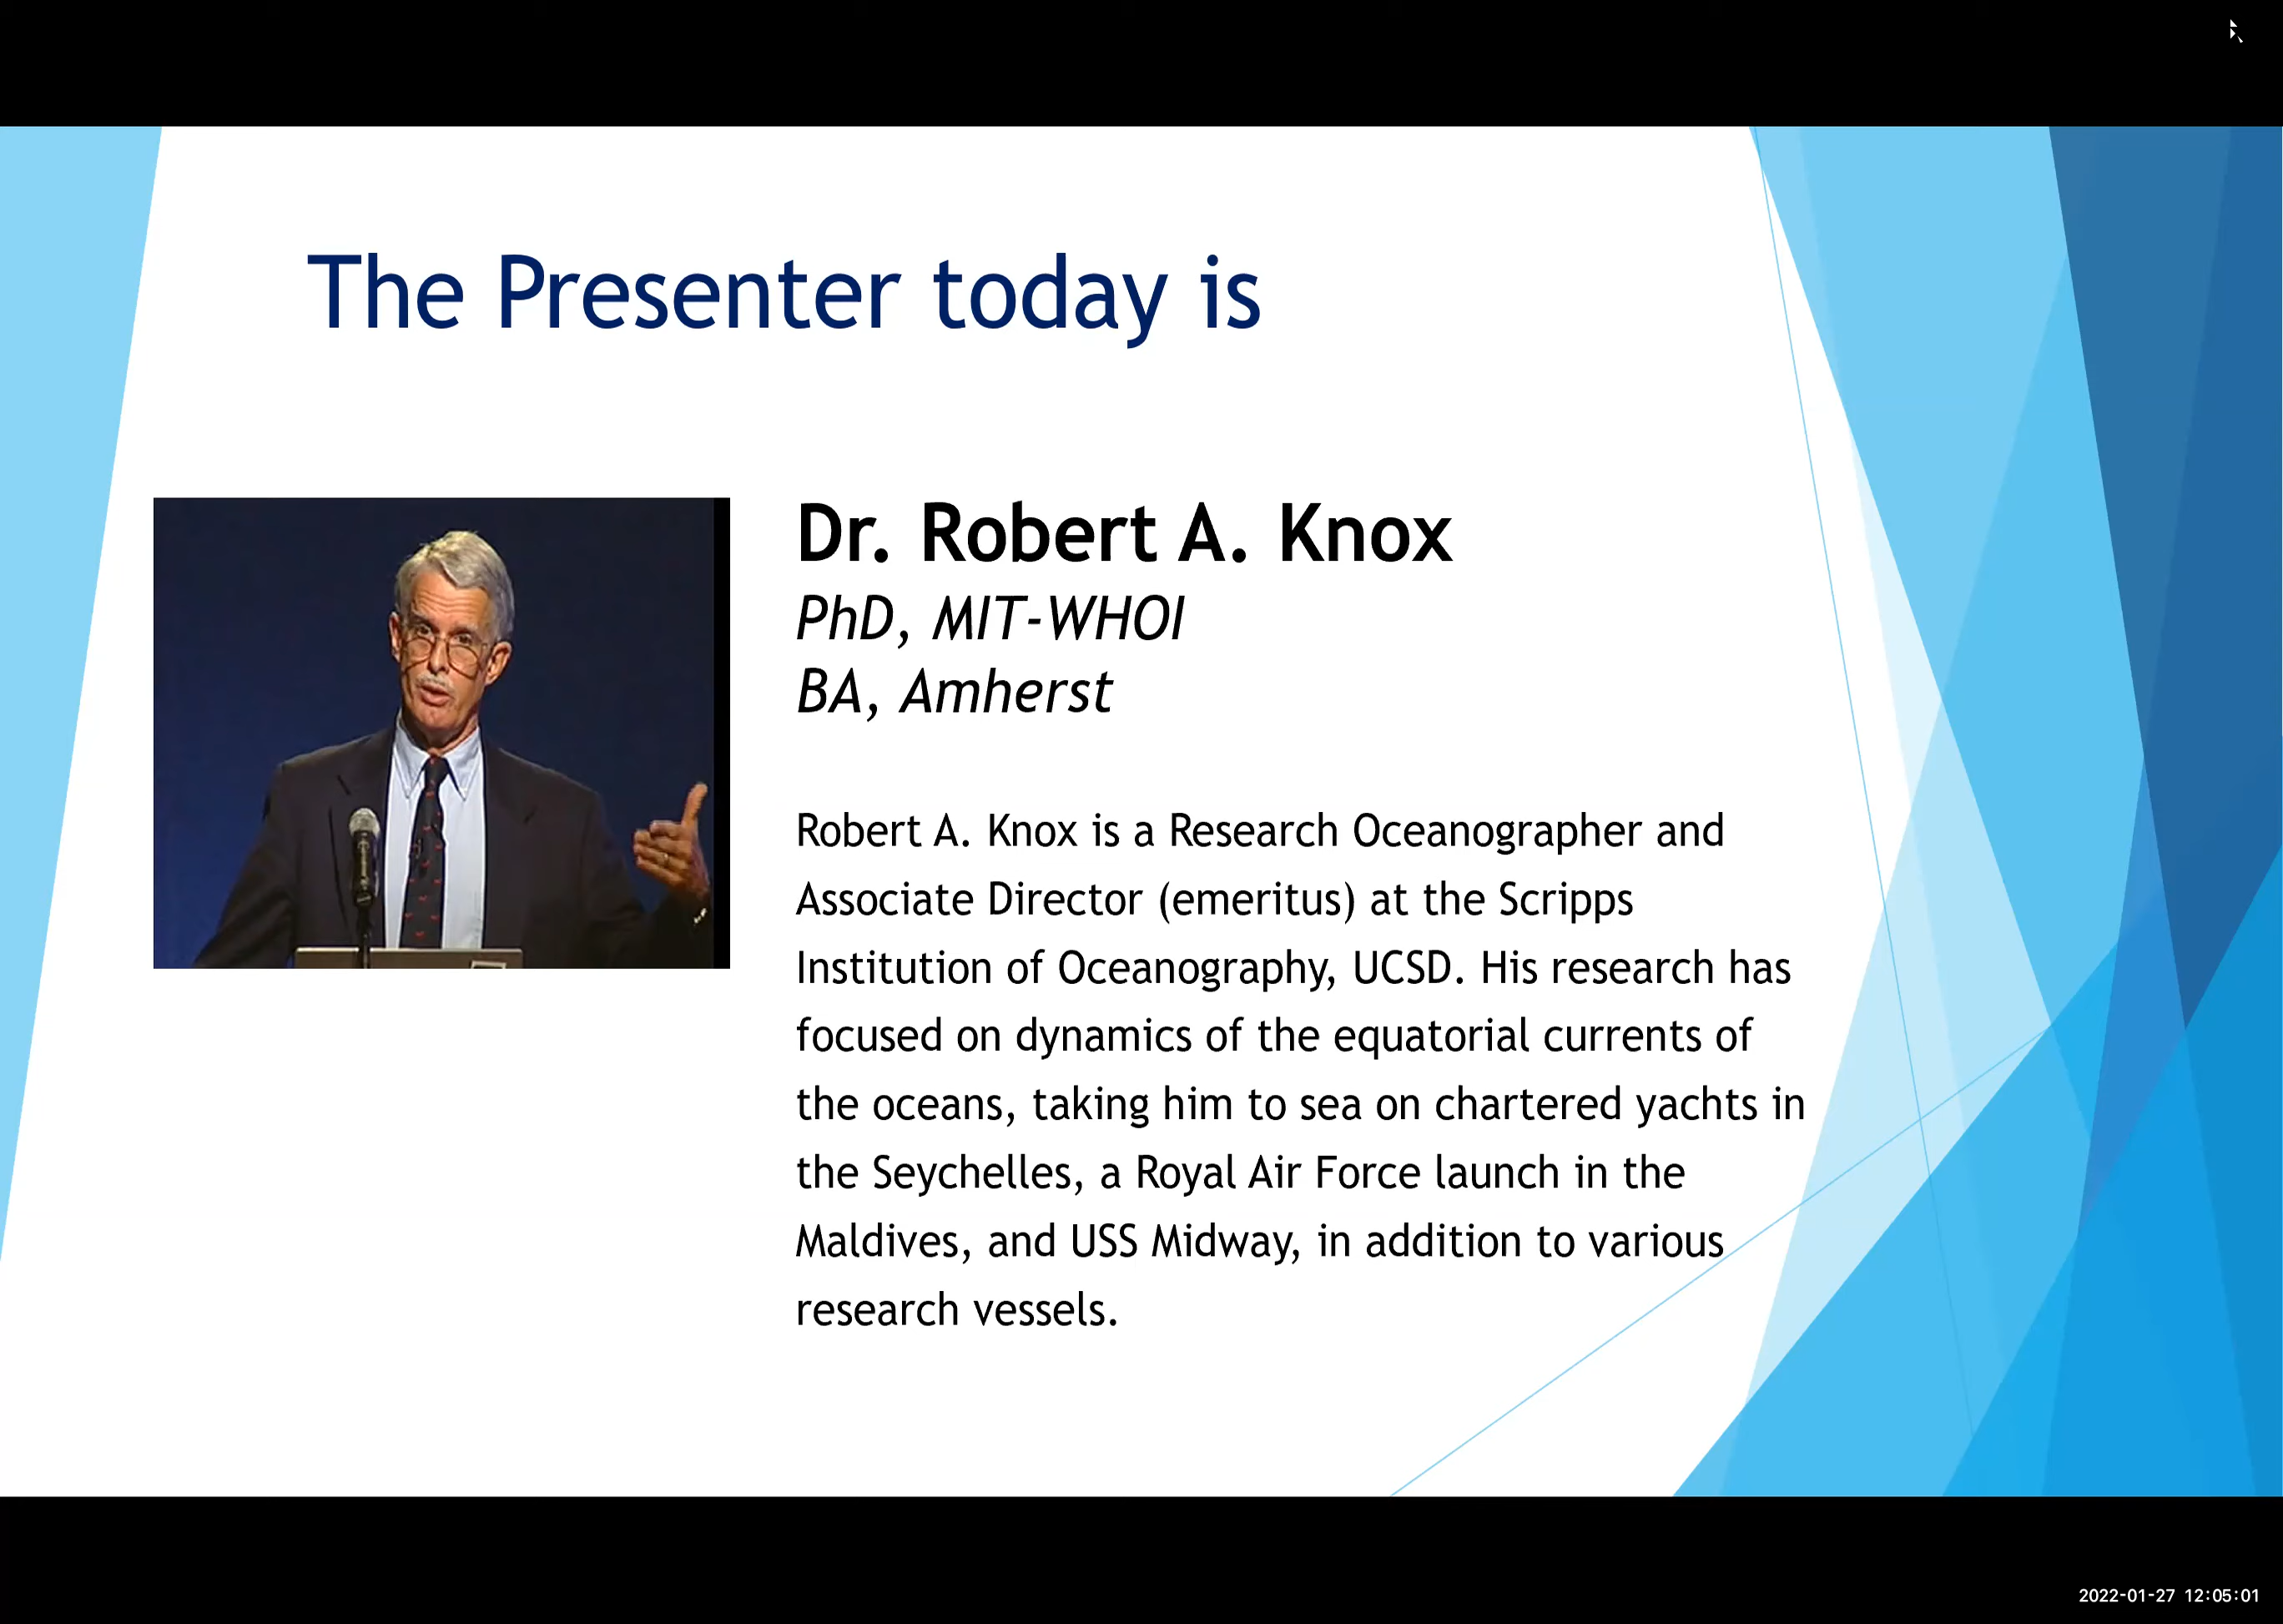 The Presenter today is
Dr. Robert A. Knox
PhD, MIT-WHOI
BA, Amherst
Robert A. Knox is a Research Oceanographer and
Associate Director (emeritus) at the Scripps
Institution of Oceanography, UCSD. His research has
focused on dynamics of the equatorial currents of
the oceans, taking him to sea on chartered yachts in
the Seychelles, a Royal Air Force launch in the
Maldives, and USS Midway, in addition to various
research vessels.
2022-01-27 12:05:01